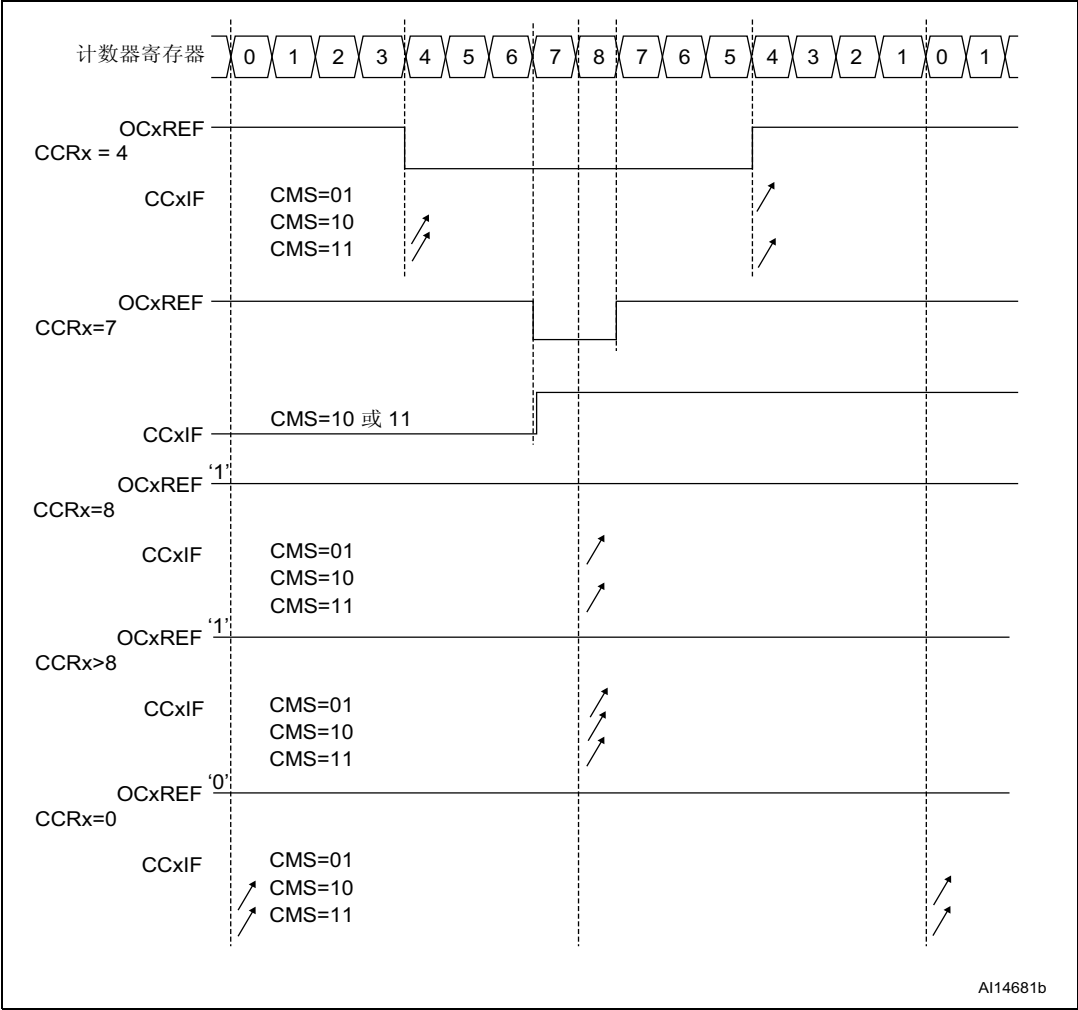 计数器寄存器 0 1 2 3 4 5 6 7 8 7 6 5 4 3 2 1 0 1
OCxREF
CCRx = 4
CCxIF
CMS=01
CMS=10
CMS=11
OCxREF
CCRx=7
CMS=10 或 11
CCxIF
OCxREF ‘1’
CCRx=8
CCxIF
CMS=01
CMS=10
CMS=11
OCxREF ‘1’
CCRx>8
CCxIF
CMS=01
CMS=10
CMS=11
OCxREF ‘0’
CCRx=0
CCxIF
CMS=01
CMS=10
CMS=11
AI14681b